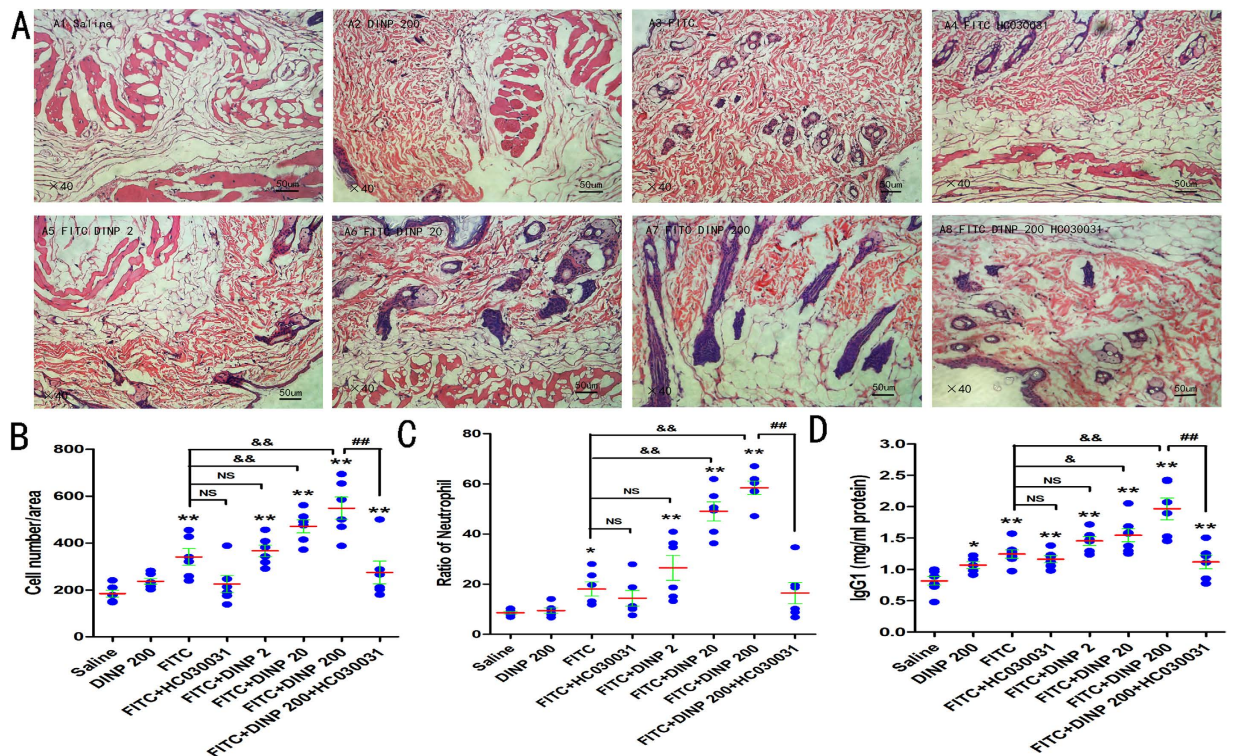 A
A1 Saline
×40
50um
A2 DINP 200
×40
50um
A3 FITC
×40
50um
A4 FITC HC030031
×40
50um
A5 FITC DINP 2
×40
50um
A6 FITC DINP 20
×40
50um
A7 FITC DINP 200
×40
50um
A8 FITC DINP 200 HC030031
×40
50um
B
Cell number/area
800
600
400
200
0
&&
##
&&
NS
NS
**
**
**
**
**
Saline
DINP 200
FITC
FITC+HC030031
FITC+DINP 2
FITC+DINP 20
FITC+DINP 200
FITC+DINP 200+HC030031
C
Ratio of Neutrophil
80
60
40
20
0
&&
##
&&
NS
NS
*
**
**
**
Saline
DINP 200
FITC
FITC+HC030031
FITC+DINP 2
FITC+DINP 20
FITC+DINP 200
FITC+DINP 200+HC030031
D
IgG1 (mg/ml protein)
3.0
2.5
2.0
1.5
1.0
0.5
0.0
&&
##
&
NS
NS
*
**
**
**
**
**
**
Saline
DINP 200
FITC
FITC+HC030031
FITC+DINP 2
FITC+DINP 20
FITC+DINP 200
FITC+DINP 200+HC030031